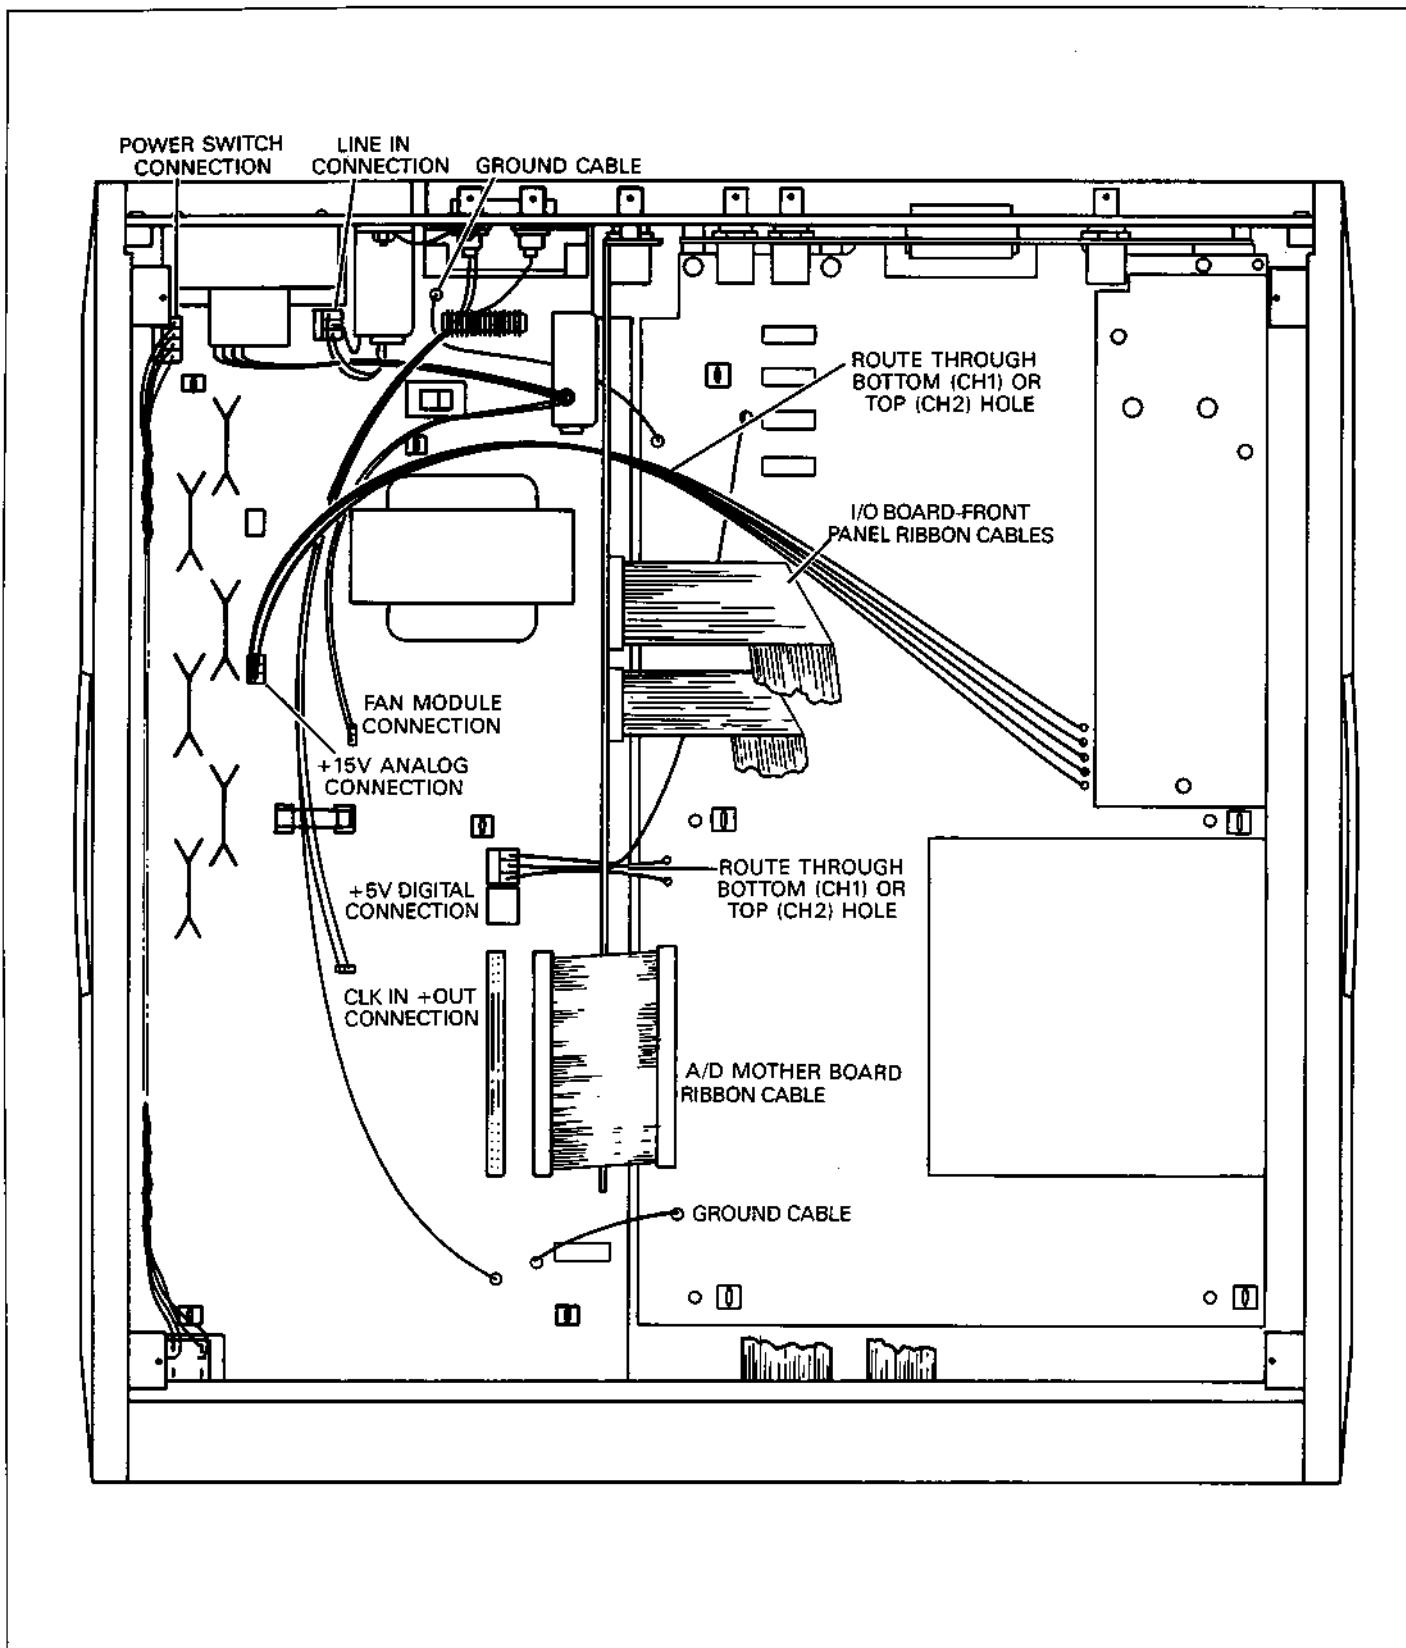 POWER SWITCH
CONNECTION
LINE IN
CONNECTION
GROUND CABLE
ROUTE THROUGH
BOTTOM (CH1) OR
TOP (CH2) HOLE
I/O BOARD-FRONT
PANEL RIBBON CABLES
FAN MODULE
CONNECTION
+15V ANALOG
CONNECTION
ROUTE THROUGH
BOTTOM (CH1) OR
TOP (CH2) HOLE
+5V DIGITAL
CONNECTION
CLK IN +OUT
CONNECTION
A/D MOTHER BOARD
RIBBON CABLE
GROUND CABLE